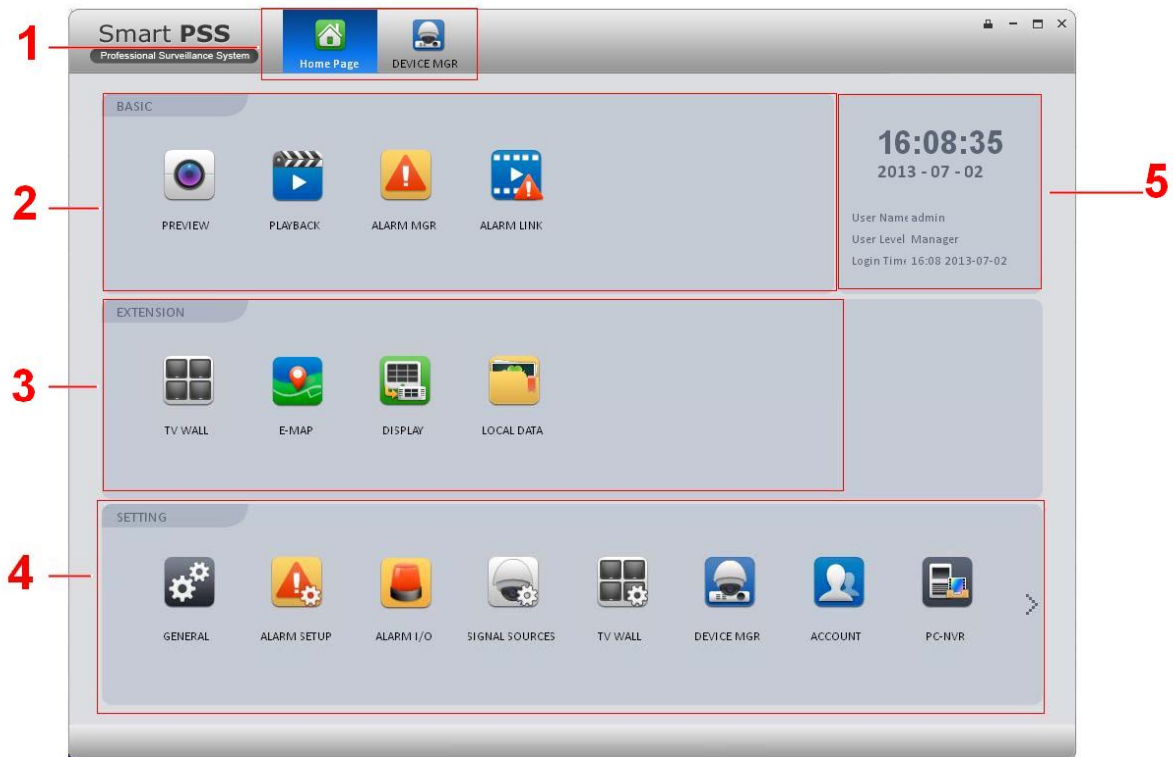 1
Smart PSS
Professional Surveillance System
Home Page
DEVICE MGR
2
BASIC
PREVIEW
PLAYBACK
ALARM MGR
ALARM LINK
5
16:08:35
2013 - 07 - 02
User Name admin
User Level Manager
Login Time 16:08 2013-07-02
3
EXTENSION
TV WALL
E-MAP
DISPLAY
LOCAL DATA
4
SETTING
GENERAL
ALARM SETUP
ALARM I/O
SIGNAL SOURCES
TV WALL
DEVICE MGR
ACCOUNT
PC-NVR